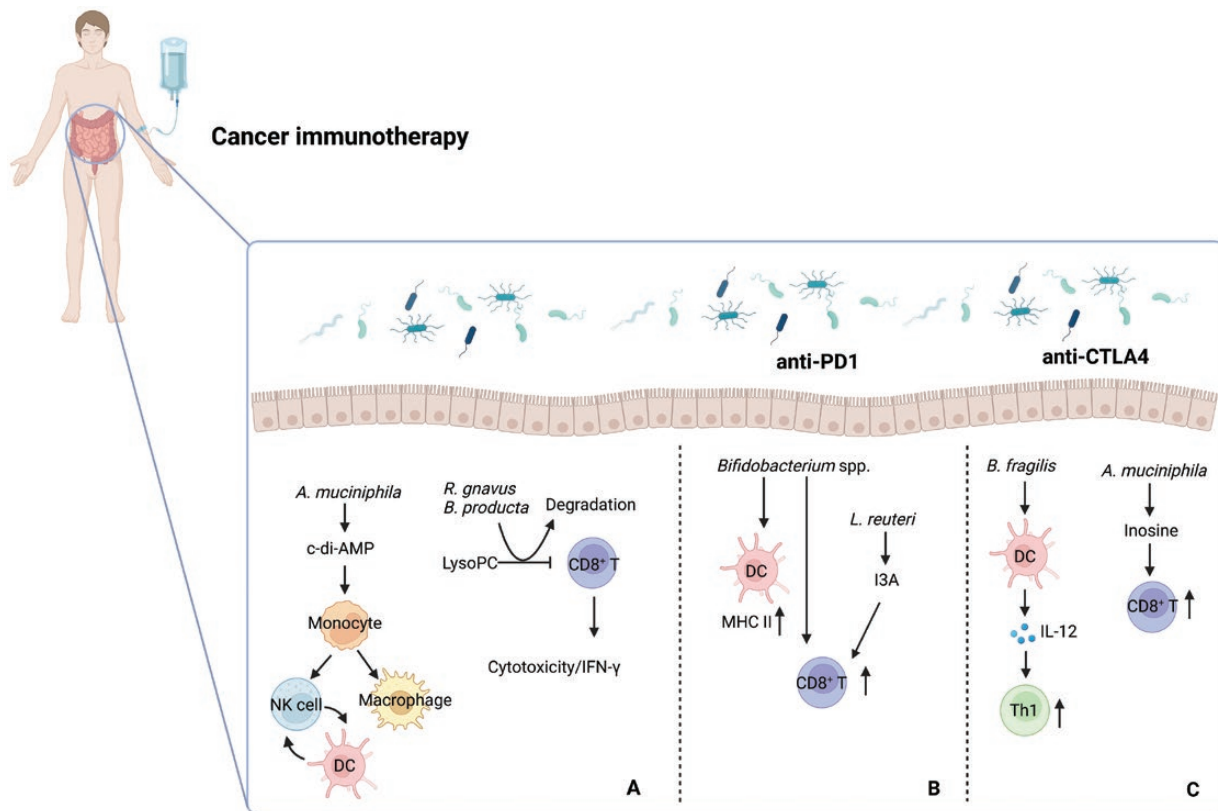 Cancer immunotherapy
anti-PD1
anti-CTLA4
A. muciniphila
c-di-AMP
Monocyte
NK cell
Macrophage
DC
R. gnavus
B. producta
Degradation
LysoPC
CD8⁺ T
Cytotoxicity/IFN-γ
A
Bifidobacterium spp.
L. reuteri
DC
I3A
MHC II
CD8⁺ T
B
B. fragilis
DC
IL-12
Th1
A. muciniphila
Inosine
CD8⁺ T
C